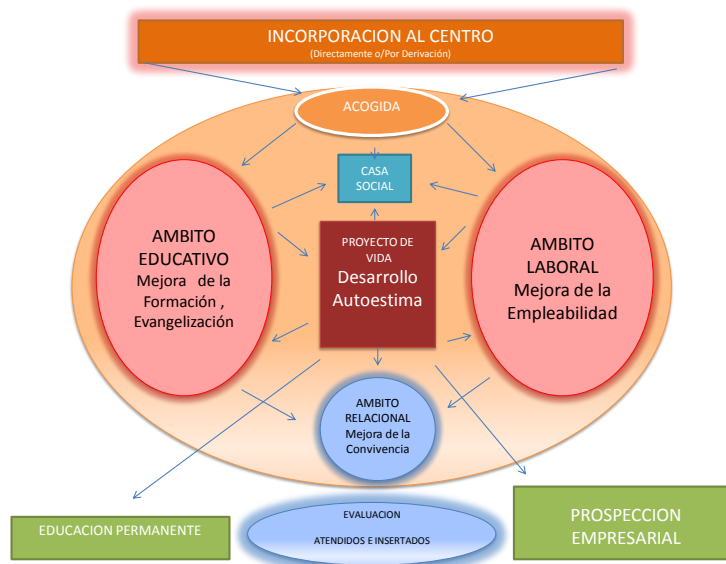 INCORPORACION AL CENTRO
(Directamente o/Por Derivación)
ACOGIDA
CASA
SOCIAL
AMBITO
EDUCATIVO
Mejora de la
Formación ,
Evangelización
PROYECTO DE
VIDA
Desarrollo
Autoestima
AMBITO
LABORAL
Mejora de la
Empleabilidad
AMBITO
RELACIONAL
Mejora de la
Convivencia
EDUCACION PERMANENTE
EVALUACION
ATENDIDOS E INSERTADOS
PROSPECCION
EMPRESARIAL